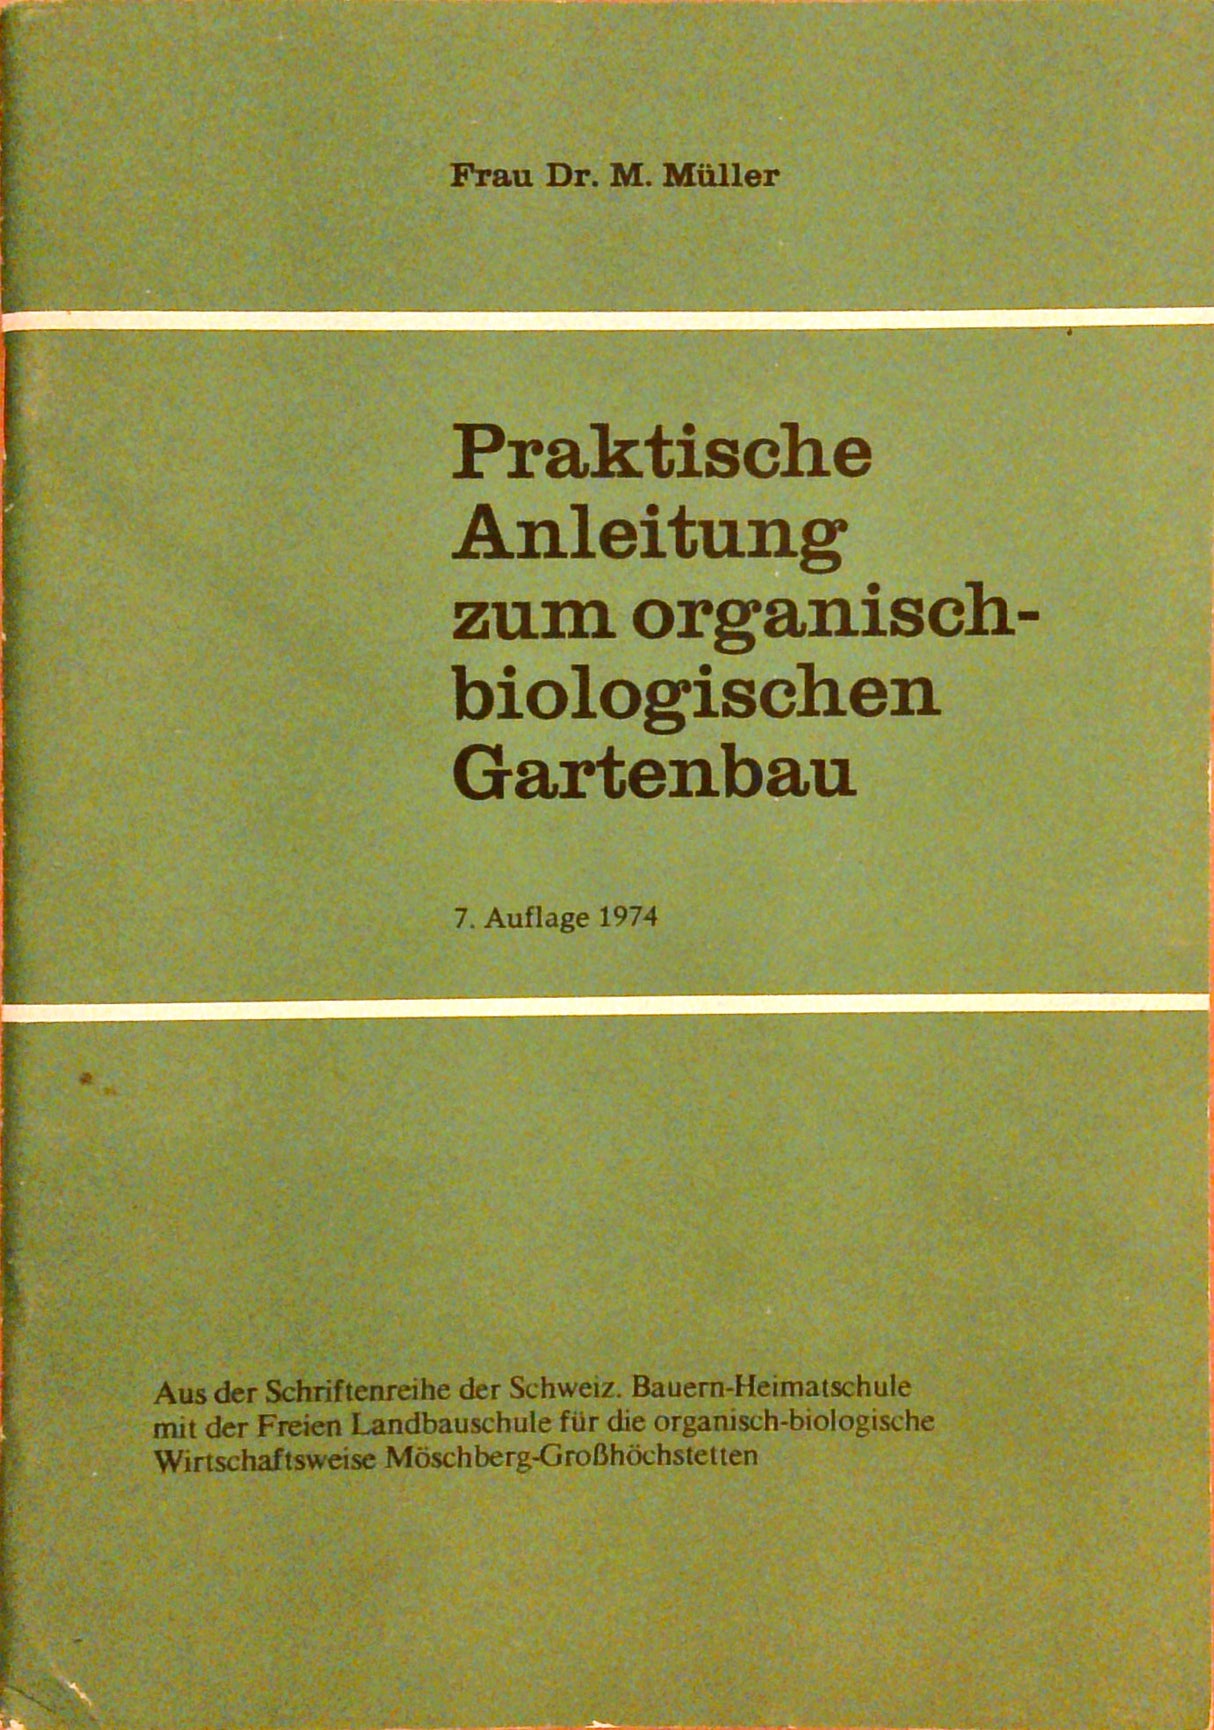 Frau Dr. M. Müller
Praktische
Anleitung
zum organisch-
biologischen
Gartenbau
7. Auflage 1974
Aus der Schriftenreihe der Schweiz. Bauern-Heimatschule
mit der Freien Landbauschule für die organisch-biologische
Wirtschaftsweise Möschberg-Großhöchstetten